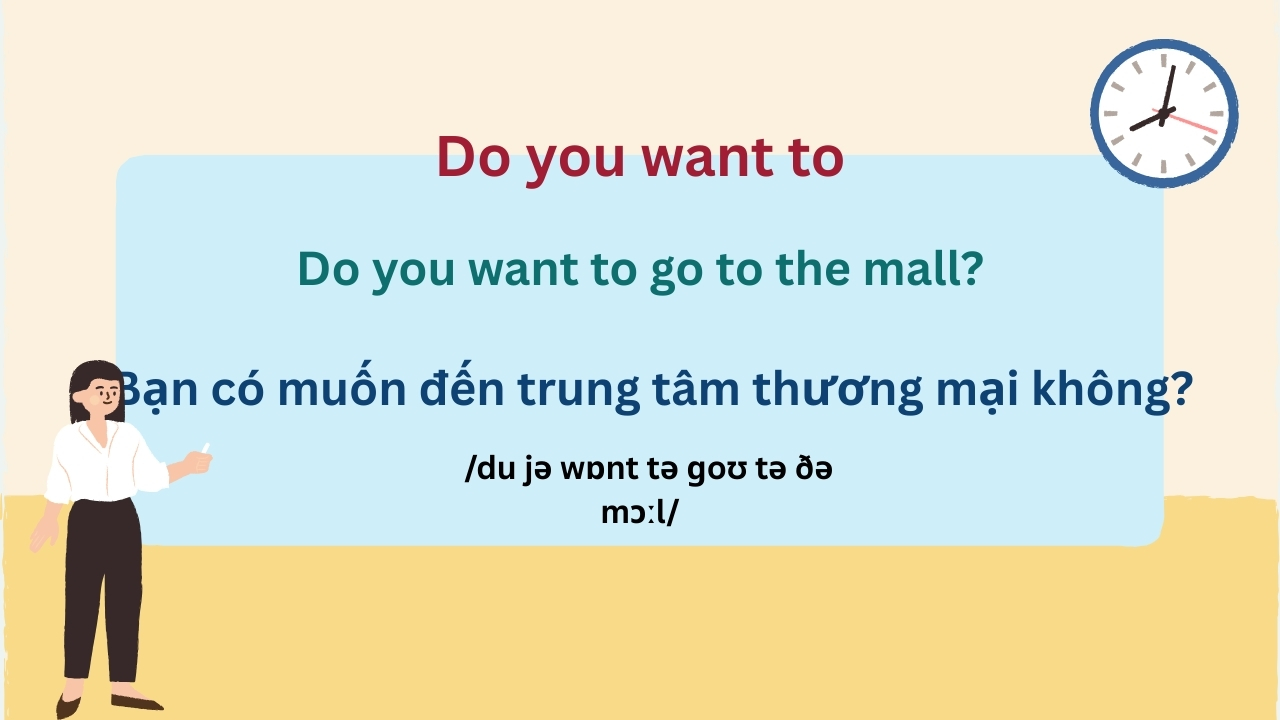 Do you want to
Do you want to go to the mall?
Bạn có muốn đến trung tâm thương mại không?
/du jə wɒnt tə ɡoʊ tə ðə
mɔːl/